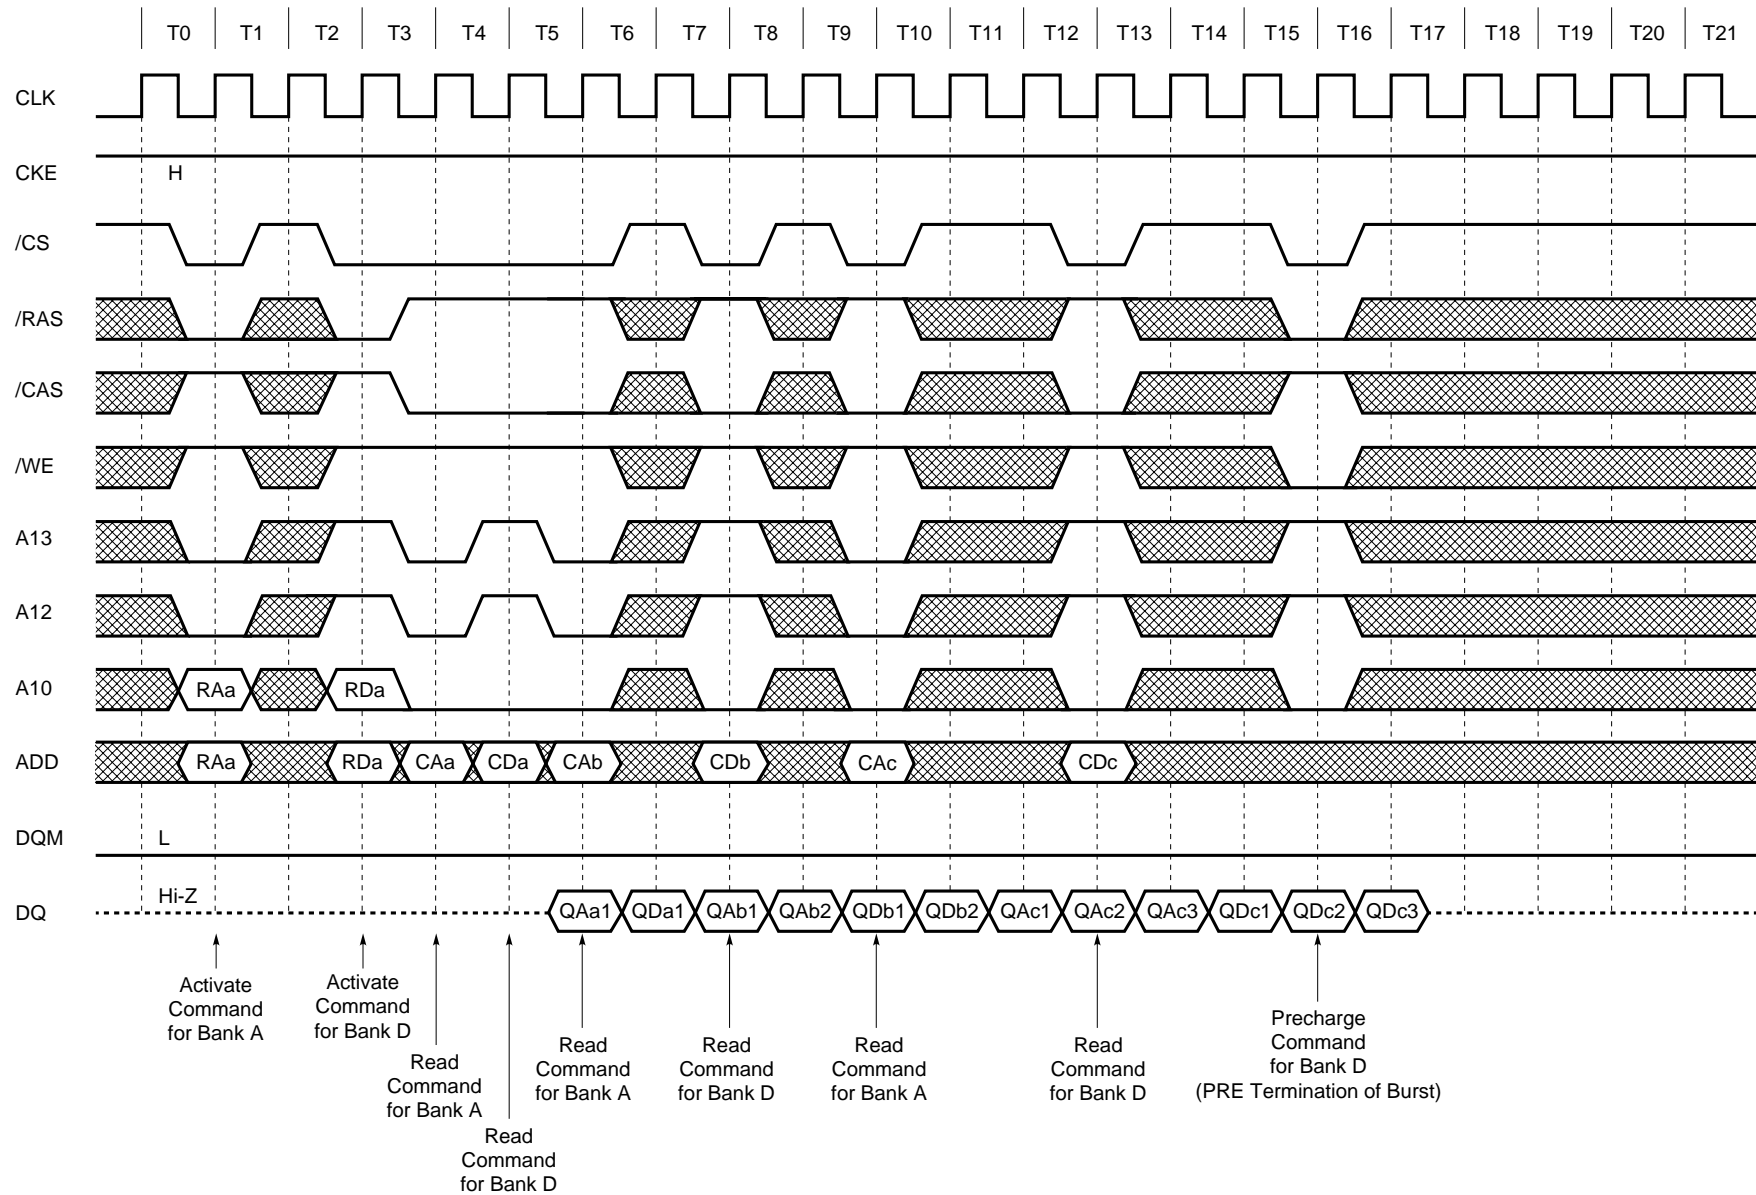 T0 T1 T2 T3 T4 T5 T6 T7 T8 T9 T10 T11 T12 T13 T14 T15 T16 T17 T18 T19 T20 T21
CLK
CKE H
/CS
/RAS
/CAS
/WE
A13
A12
A10 RAa RDa
ADD RAa RDa CAa CDa CAb CDb CAc CDc
DQM L
DQ Hi-Z QAa1 QDa1 QAb1 QAb2 QDb1 QDb2 QAc1 QAc2 QAc3 QDc1 QDc2 QDc3
Activate
Command
for Bank A
Activate
Command
for Bank D
Read
Command
for Bank A
Read
Command
for Bank D
Read
Command
for Bank A
Read
Command
for Bank D
Read
Command
for Bank A
Read
Command
for Bank D
Precharge
Command
for Bank D
(PRE Termination of Burst)